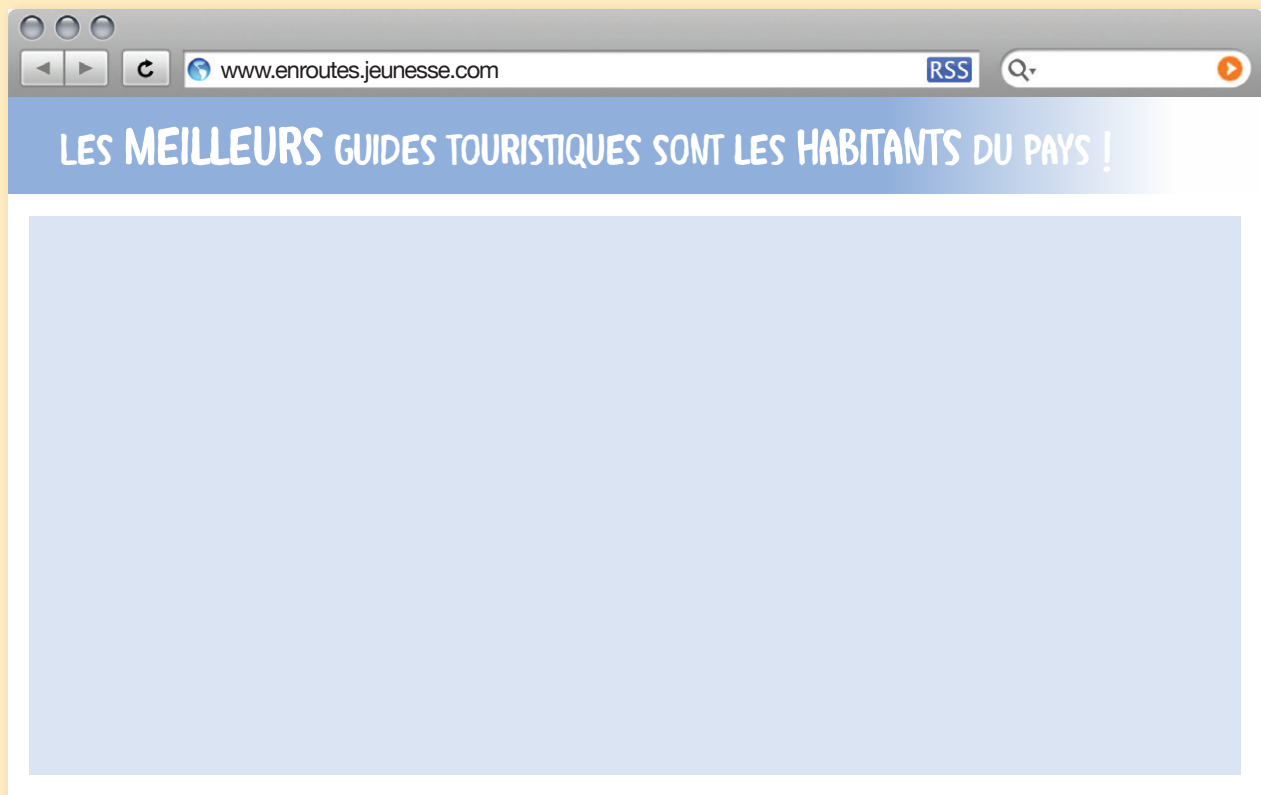 www.enroutes.jeunesse.com RSS
LES MEILLEURS GUIDES TOURISTIQUES SONT LES HABITANTS DU PAYS !